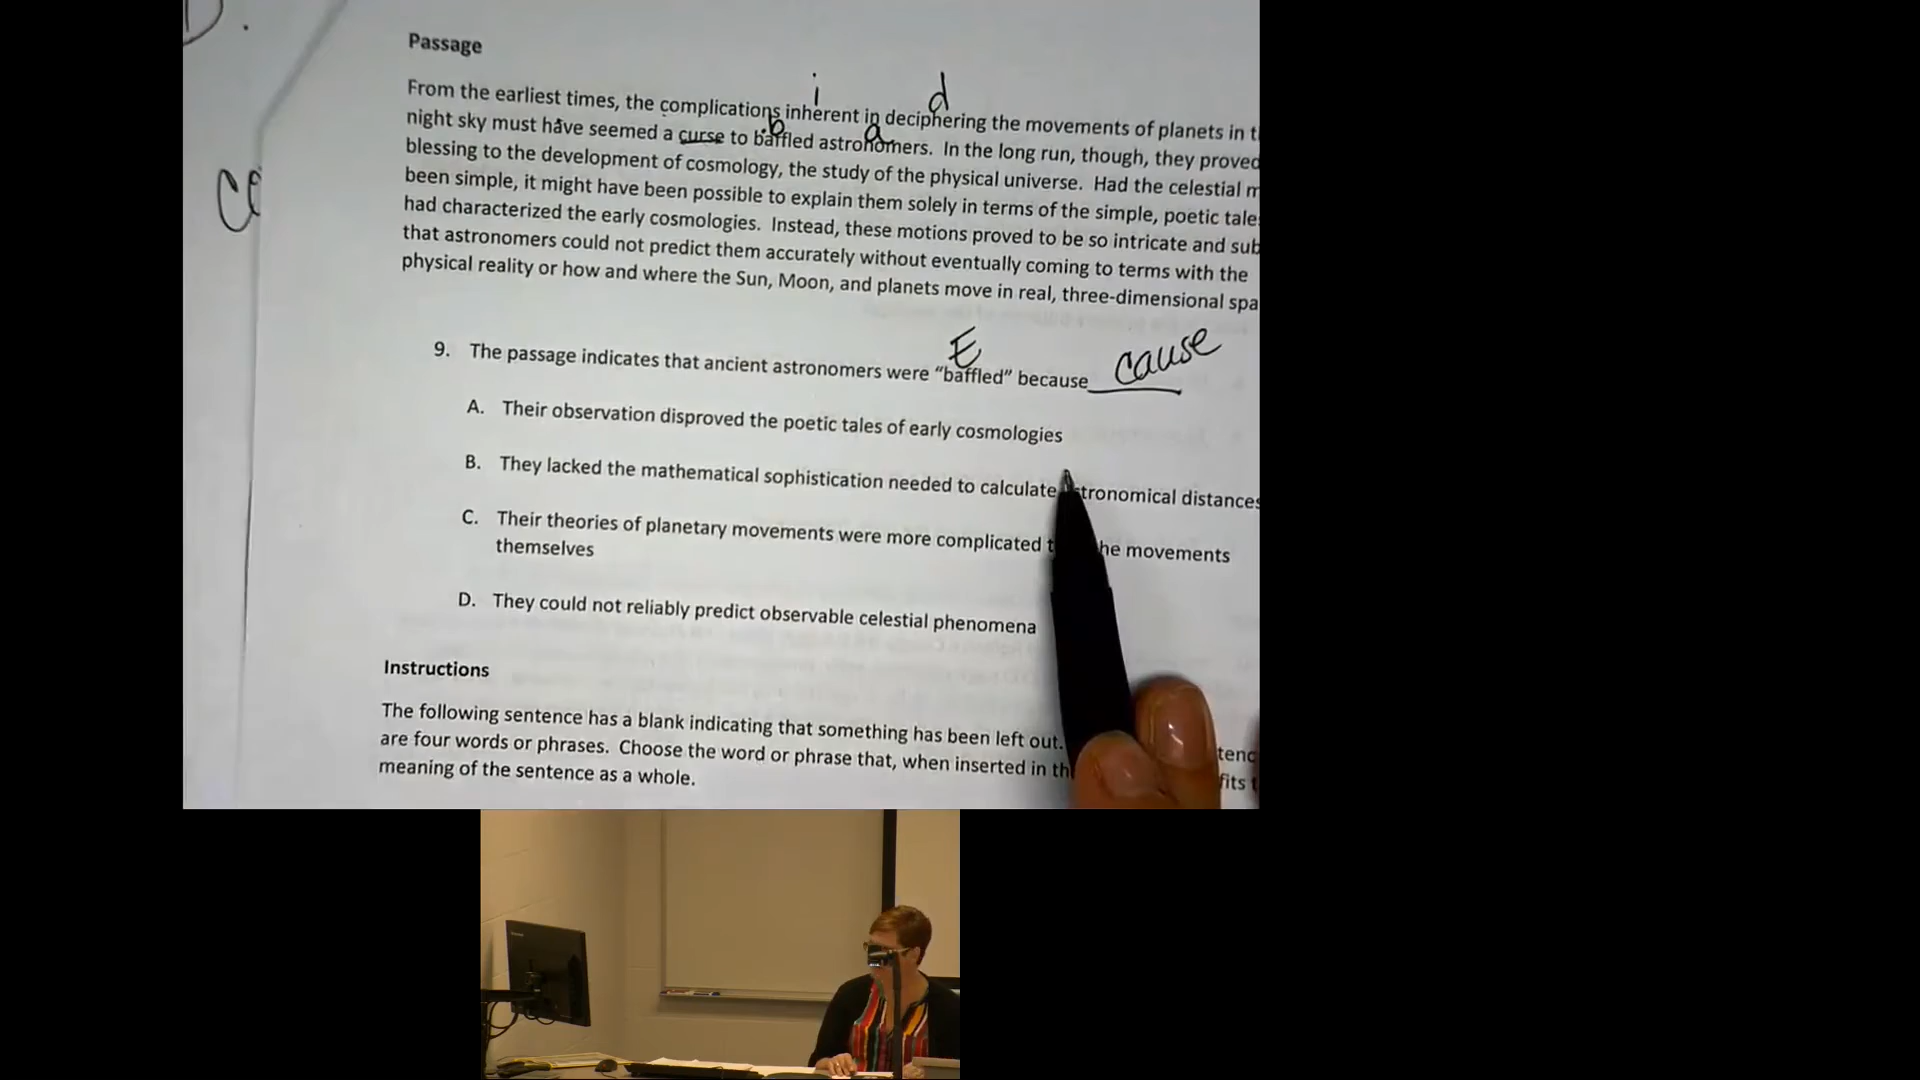 D.
Passage
i d
From the earliest times, the complications inherent in deciphering the movements of planets in
b a
night sky must have seemed a curse to baffled astronomers. In the long run, though, they proved
blessing to the development of cosmology, the study of the physical universe. Had the celestial m
been simple, it might have been possible to explain them solely in terms of the simple, poetic tale
had characterized the early cosmologies. Instead, these motions proved to be so intricate and sub
that astronomers could not predict them accurately without eventually coming to terms with the
physical reality or how and where the Sun, Moon, and planets move in real, three-dimensional spa
E cause
9. The passage indicates that ancient astronomers were "baffled" because
A. Their observation disproved the poetic tales of early cosmologies
B. They lacked the mathematical sophistication needed to calculate tronomical distances
C. Their theories of planetary movements were more complicated he movements
themselves
D. They could not reliably predict observable celestial phenomena
Instructions
The following sentence has a blank indicating that something has been left out. tenc
are four words or phrases. Choose the word or phrase that, when inserted in th fits
meaning of the sentence as a whole.